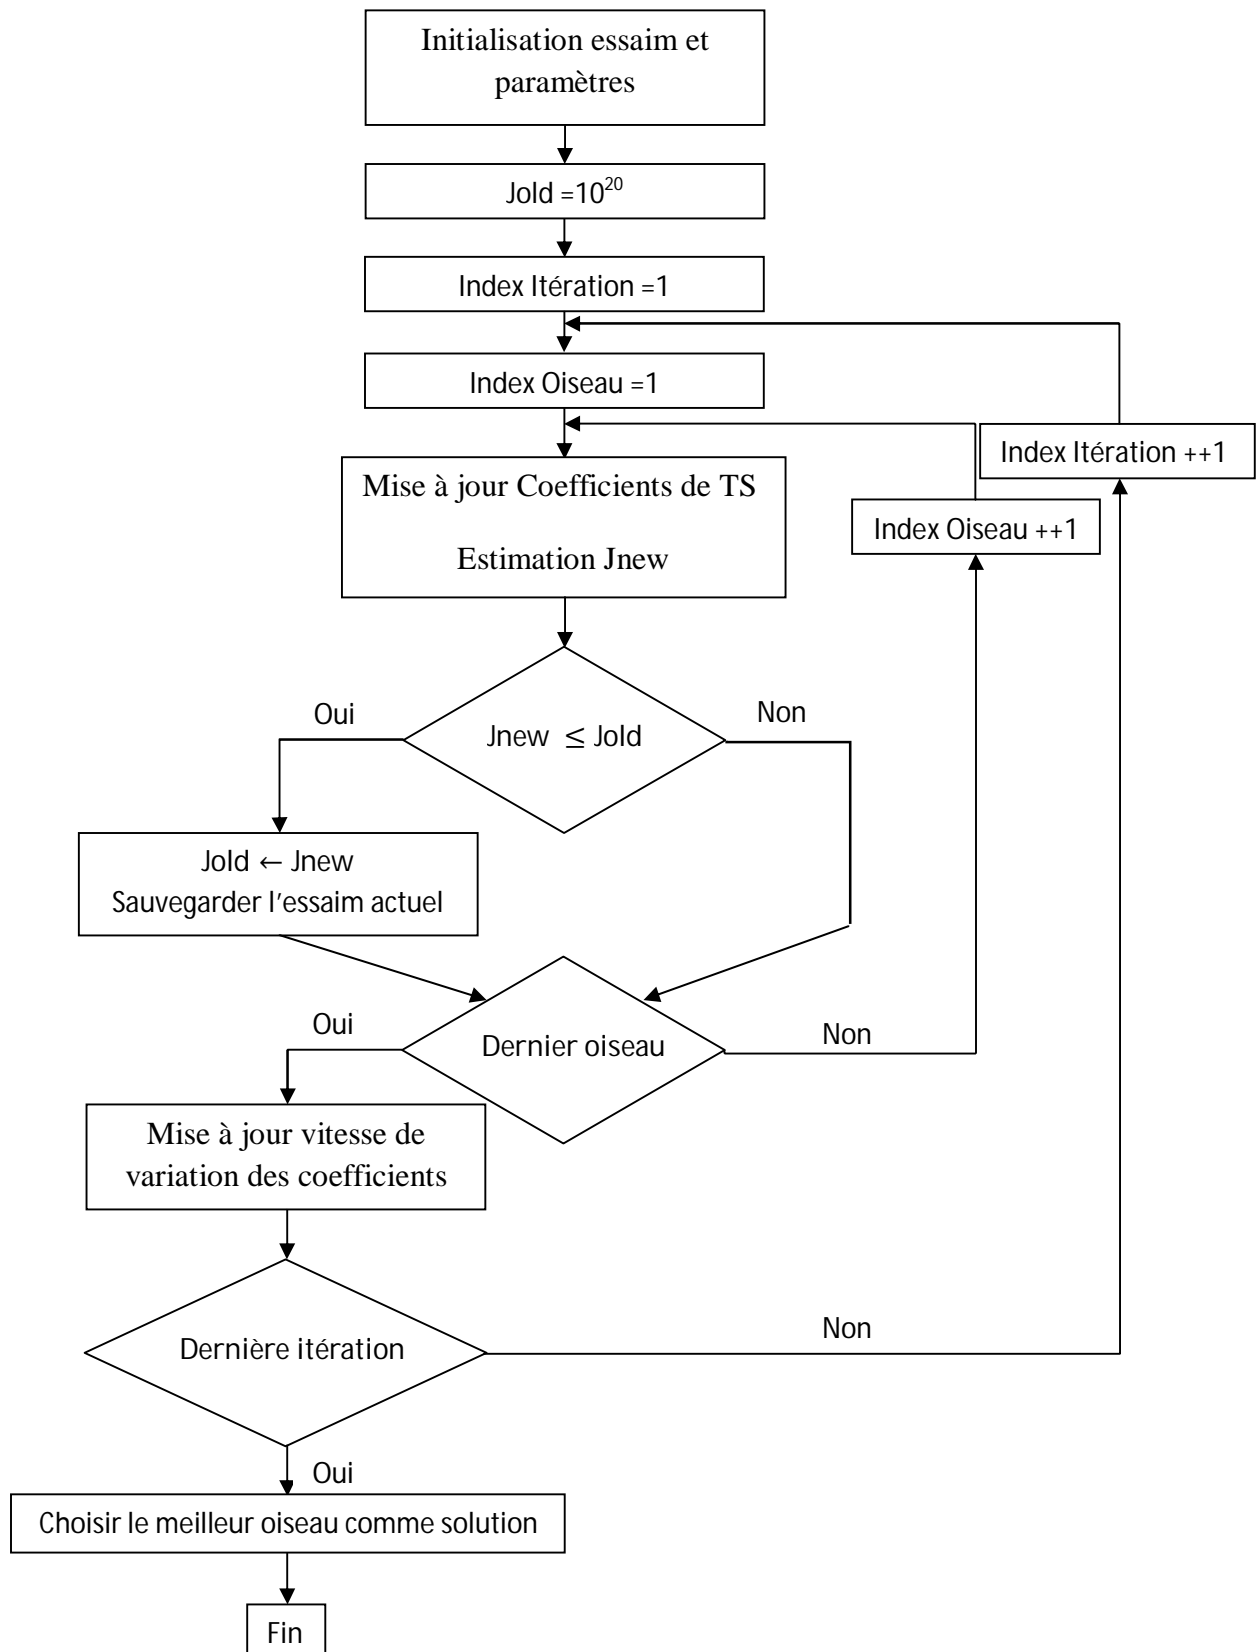 Initialisation essaim et
paramètres
Jold =10²⁰
Index Itération =1
Index Oiseau =1
Index Itération ++1
Mise à jour Coefficients de TS
Index Oiseau ++1
Estimation Jnew
Oui
Non
Jnew ≤ Jold
Jold ← Jnew
Sauvegarder l'essaim actuel
Oui
Dernier oiseau
Non
Mise à jour vitesse de
variation des coefficients
Non
Dernière itération
Oui
Choisir le meilleur oiseau comme solution
Fin